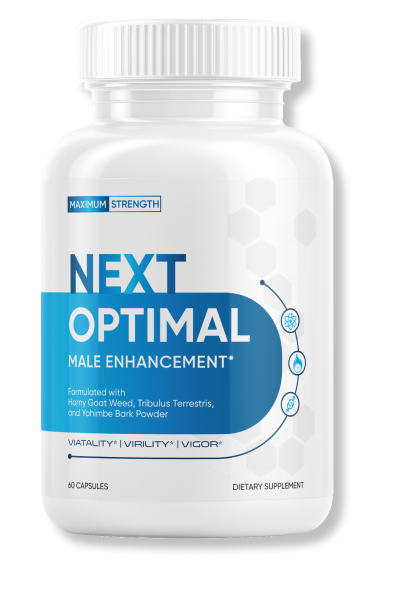 MAXIMUM STRENGTH
NEXT
OPTIMAL
MALE ENHANCEMENT*
Formulated with
Horny Goat Weed, Tribulus Terrestris,
and Yohimbe Bark Powder
VIATALITY* | VIRILITY* | VIGOR*
60 CAPSULES DIETARY SUPPLEMENT